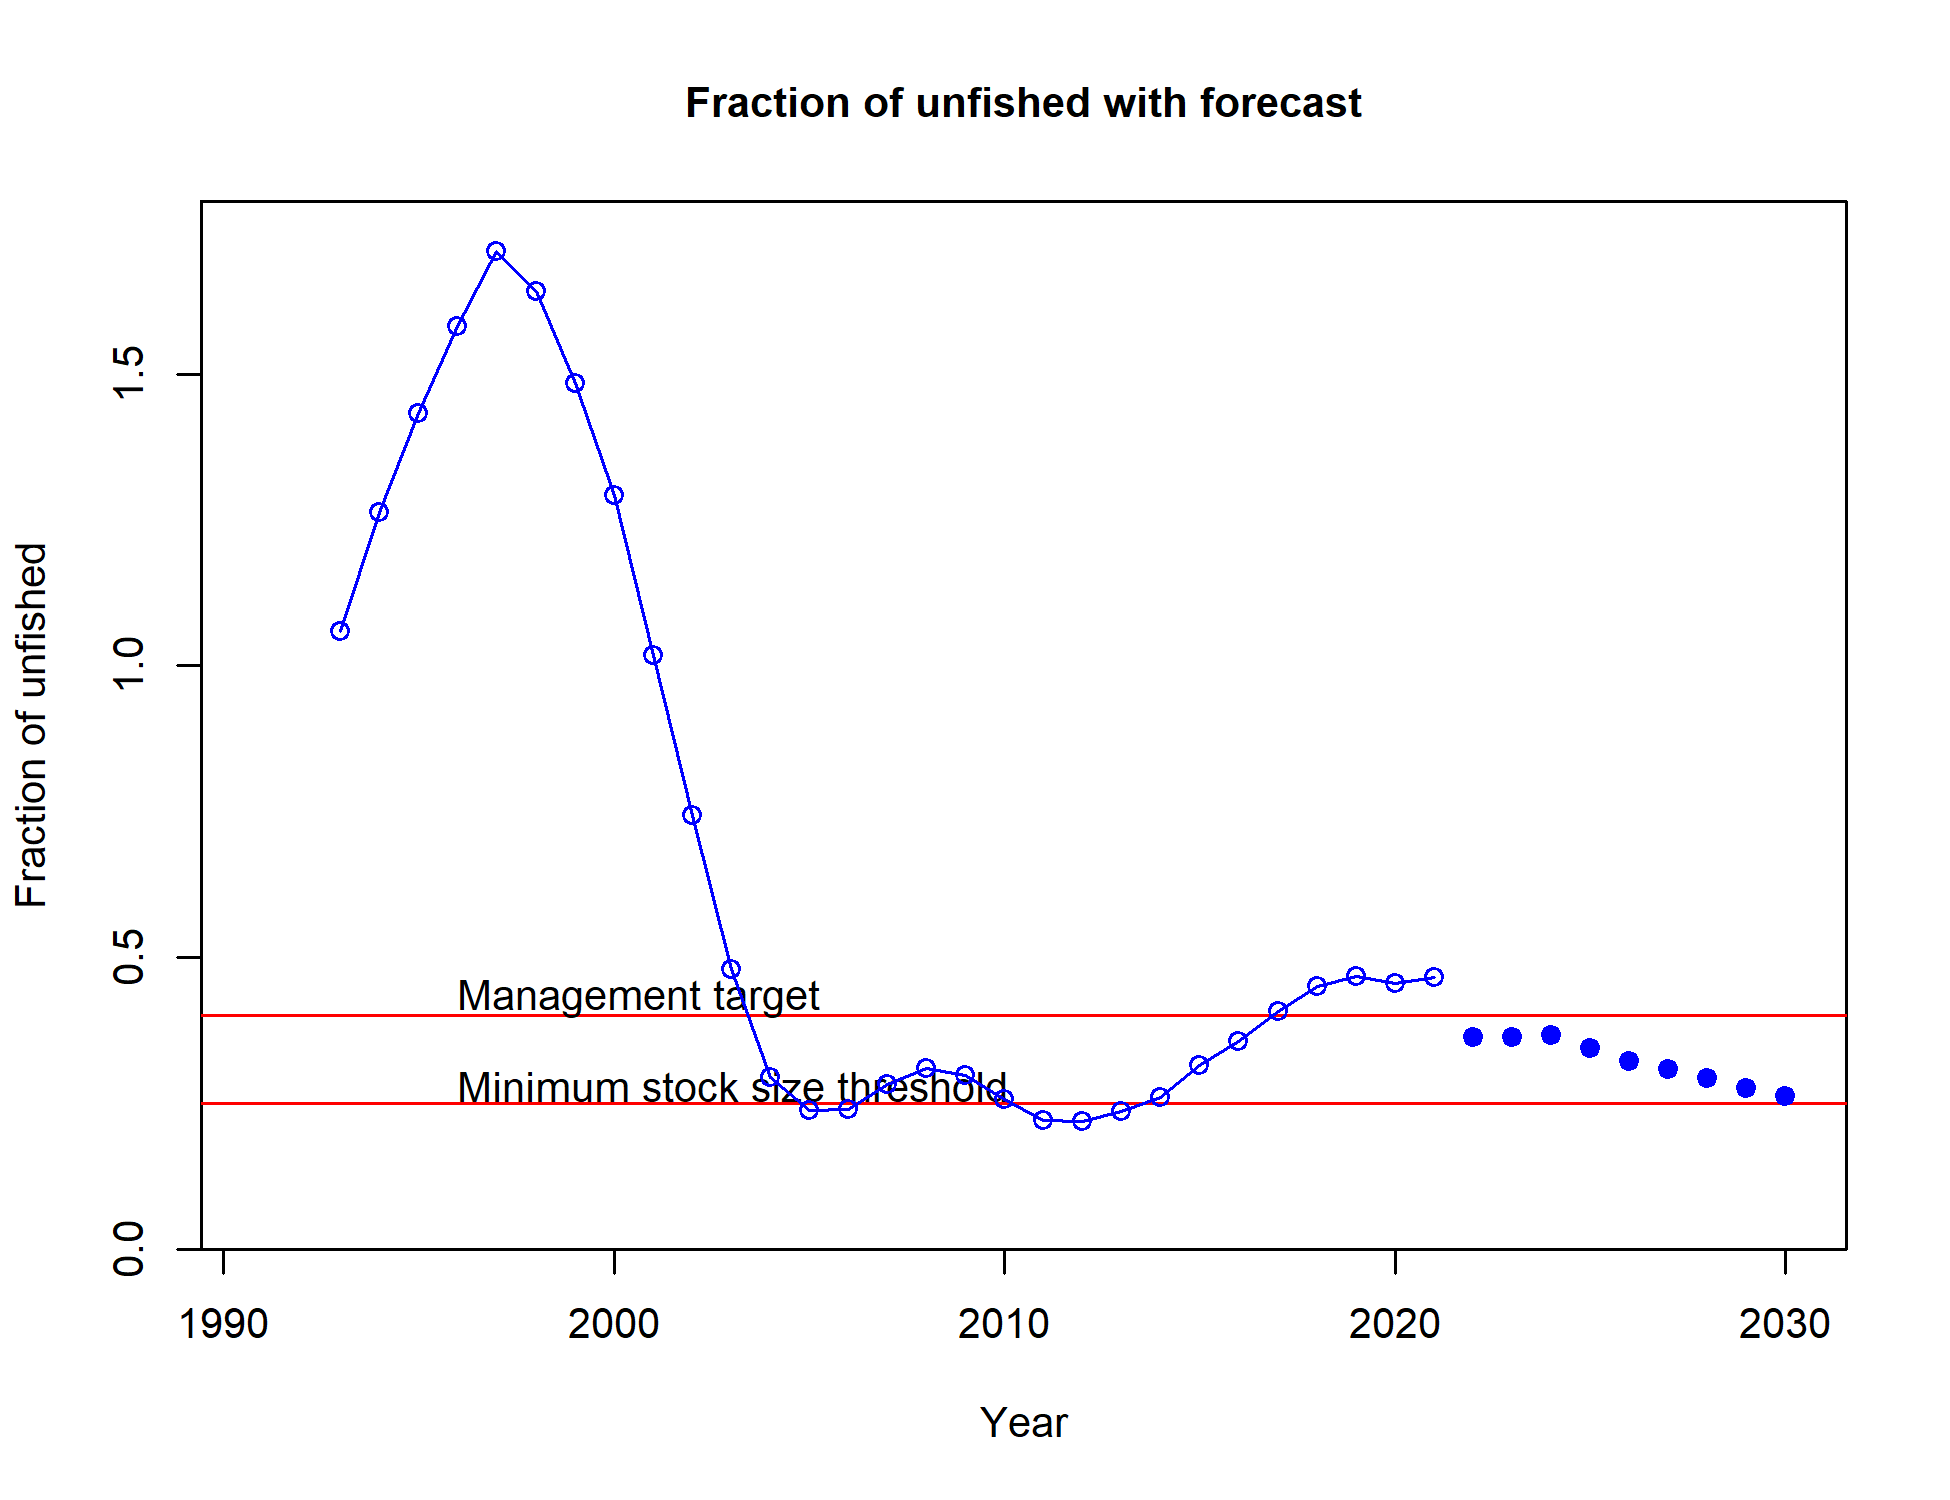 Fraction of unfished with forecast
Fraction of unfished
1.5
1.0
0.5
0.0
Management target
Minimum stock size threshold
1990 2000 2010 2020 2030
Year